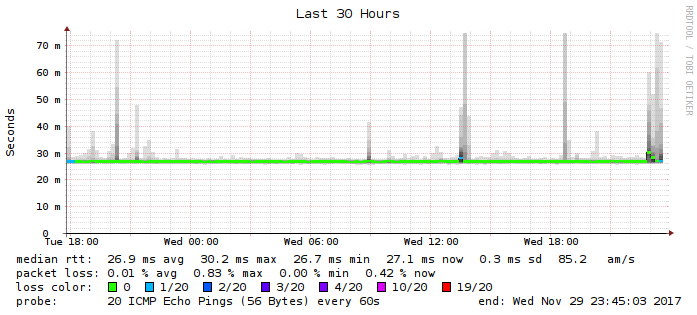 Last 30 Hours
RRDTOOL / TOBI OETIKER
Seconds
70 m
60 m
50 m
40 m
30 m
20 m
10 m
0
Tue 18:00 Wed 00:00 Wed 06:00 Wed 12:00 Wed 18:00
median rtt: 26.9 ms avg 30.2 ms max 26.7 ms min 27.1 ms now 0.3 ms sd 85.2 am/s
packet loss: 0.01 % avg 0.83 % max 0.00 % min 0.42 % now
loss color: 0 1/20 2/20 3/20 4/20 10/20 19/20
probe: 20 ICMP Echo Pings (56 Bytes) every 60s end: Wed Nov 29 23:45:03 2017